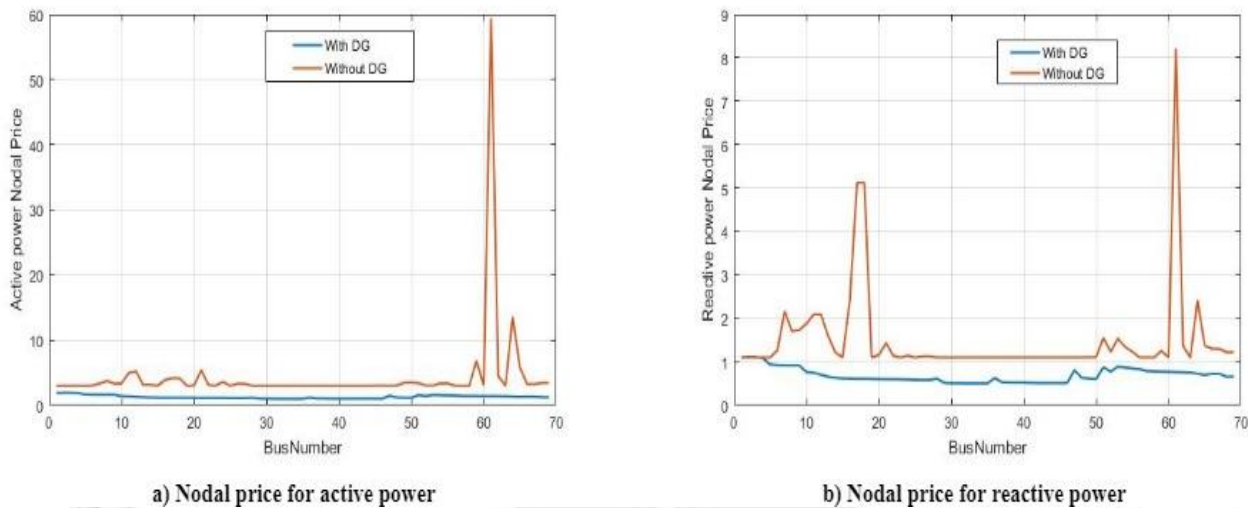 With DG
Without DG
Active power Nodal Price
60
50
40
30
20
10
0
0 10 20 30 40 50 60 70
BusNumber
a) Nodal price for active power
With DG
Without DG
Reactive power Nodal Price
9
8
7
6
5
4
3
2
1
0
0 10 20 30 40 50 60 70
BusNumber
b) Nodal price for reactive power